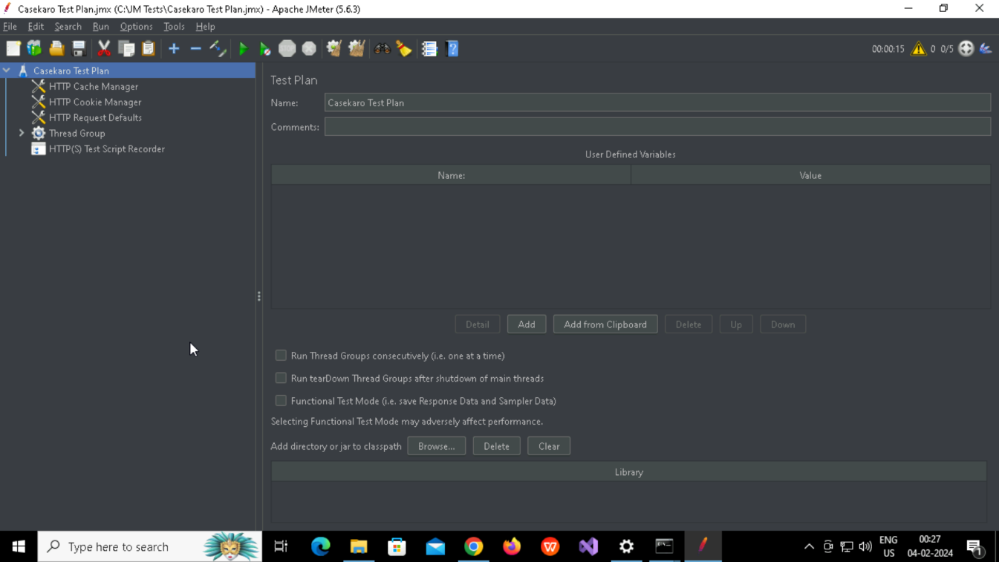 Casekaro Test Plan.jmx (C:\JM Tests\Casekaro Test Plan.jmx) - Apache JMeter (5.6.3)
File Edit Search Run Options Tools Help
00:00:15 0 0/5
Casekaro Test Plan
HTTP Cache Manager
HTTP Cookie Manager
HTTP Request Defaults
Thread Group
HTTP(S) Test Script Recorder
Test Plan
Name: Casekaro Test Plan
Comments:
User Defined Variables
Name: Value
Detail Add Add from Clipboard Delete Up Down
Run Thread Groups consecutively (i.e. one at a time)
Run tearDown Thread Groups after shutdown of main threads
Functional Test Mode (i.e. save Response Data and Sampler Data)
Selecting Functional Test Mode may adversely affect performance.
Add directory or jar to classpath Browse... Delete Clear
Library
Type here to search
ENG
US
00:27
04-02-2024
1